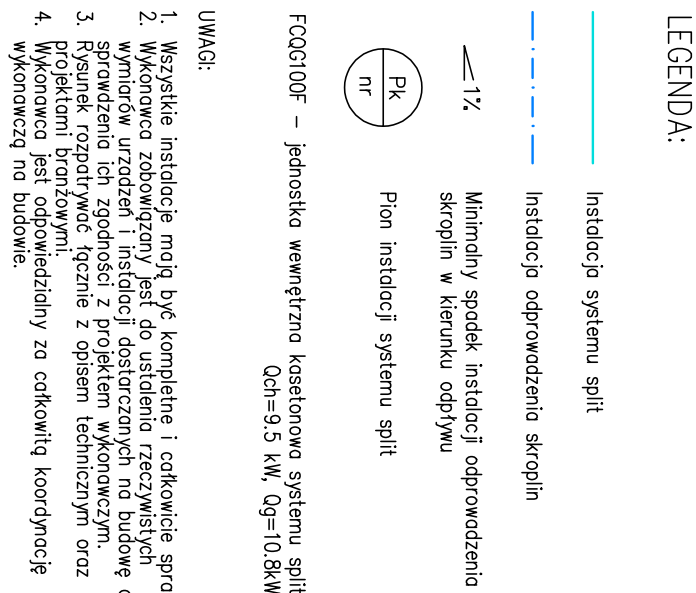 LEGENDA:
Instalacja systemu split
Instalacja odprowadzenia skroplin
1%
Minimalny spadek instalacji odprowadzenia
skroplin w kierunku odpływu
Pk
nr
Pion instalacji systemu split
FCQG100F – jednostka wewnętrzna kasetonowa systemu split
Qch=9.5 kW, Qg=10.8kW
UWAGI:
1. Wszystkie instalacje mają być kompletne i całkowicie
2. Wykonawca zobowiązany jest do ustalenia rzeczywistych
wymiarów urządzeń i instalacji dostarczanych na budowę
sprawdzenia ich zgodności z projektem wykonawczym.
3. Rysunek rozpatrywać łącznie z opisem technicznym oraz
projektami branżowymi.
4. Wykonawca jest odpowiedzialny za całkowitą koordynację
wykonawczą na budowie.